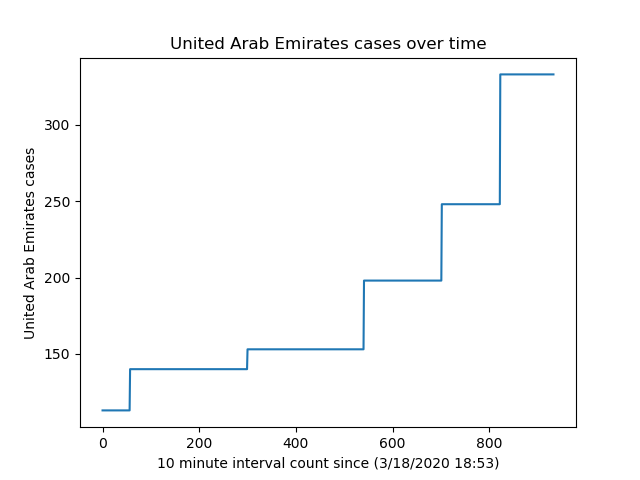 United Arab Emirates cases over time
300
250
200
150
United Arab Emirates cases
0 200 400 600 800
10 minute interval count since (3/18/2020 18:53)